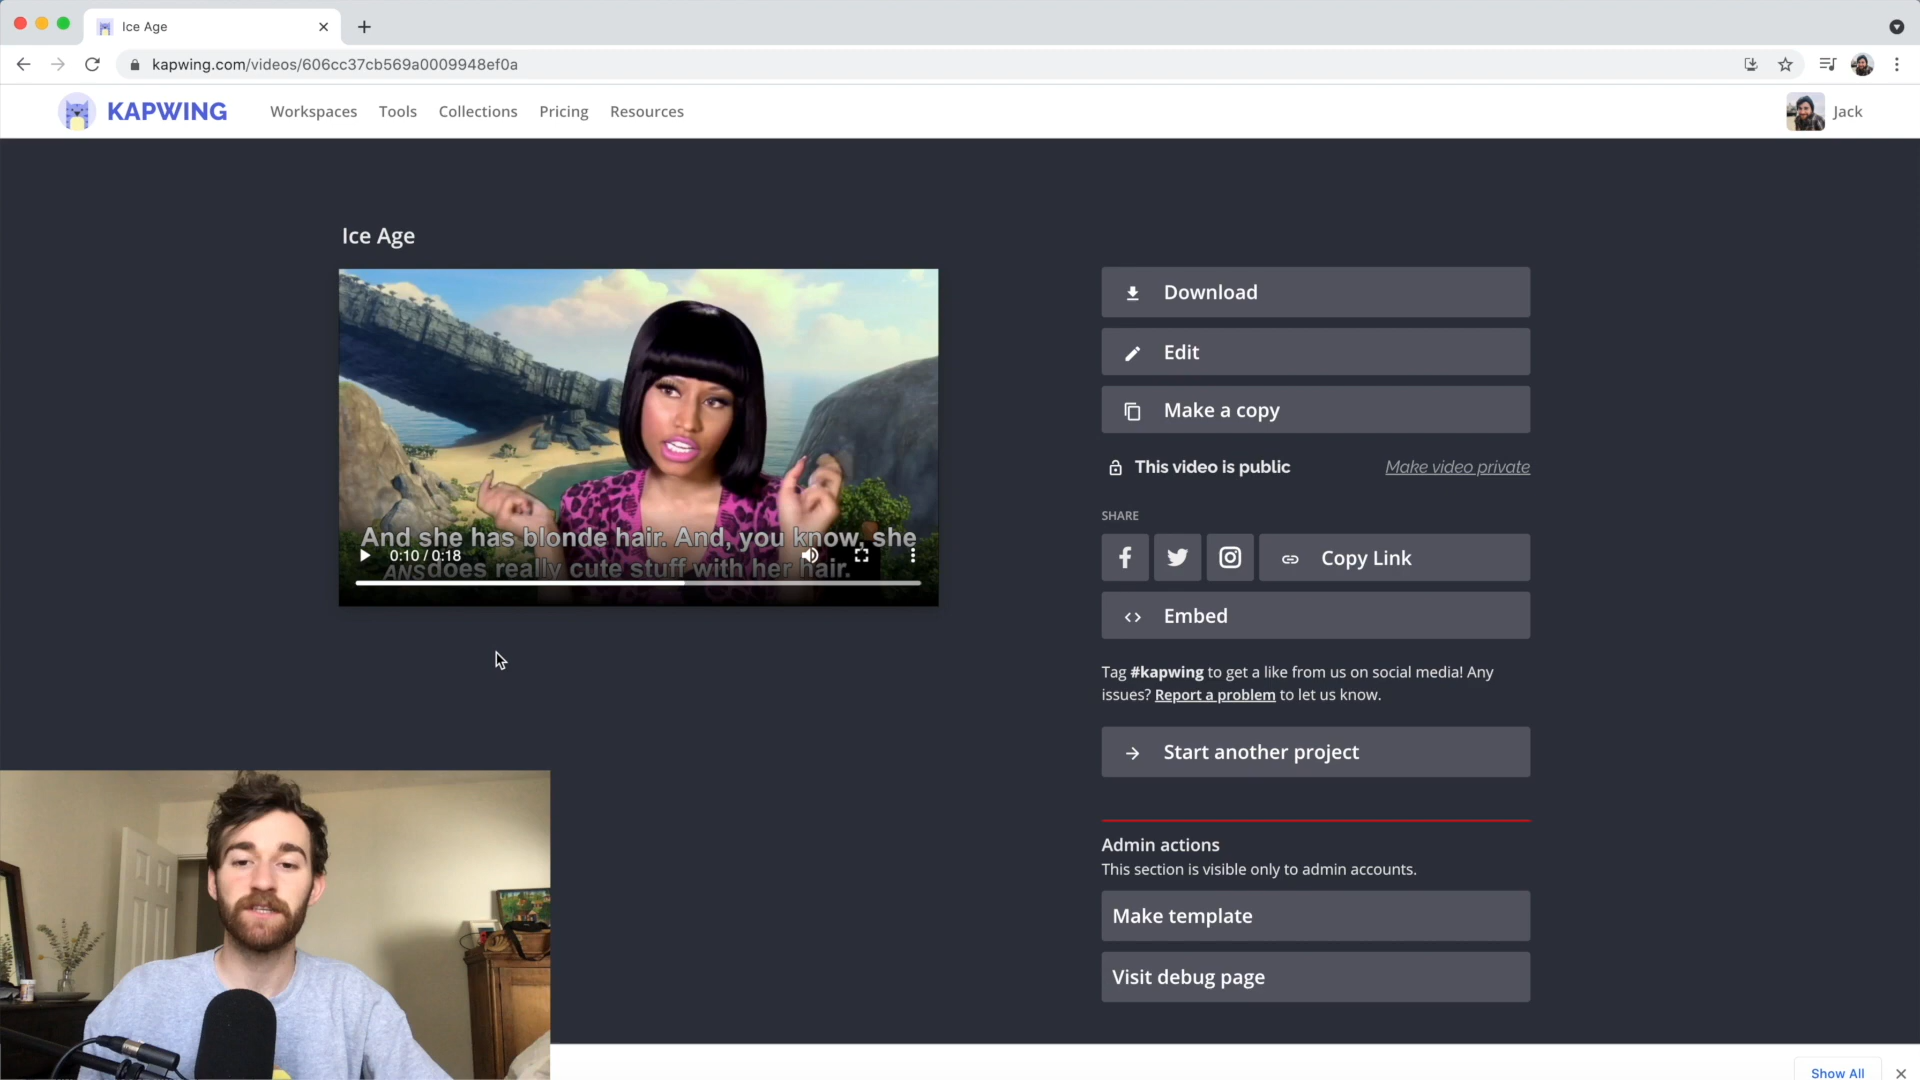 Ice Age
kapwing.com/videos/606cc37cb569a0009948ef0a
KAPWING
Workspaces
Tools
Collections
Pricing
Resources
Jack
Ice Age
And she has blonde hair. And, you know, she
0:10 / 0:18
ANS does really cute stuff with her hair.
Download
Edit
Make a copy
This video is public
Make video private
SHARE
Copy Link
Embed
Tag #kapwing to get a like from us on social media! Any
issues? Report a problem to let us know.
Start another project
Admin actions
This section is visible only to admin accounts.
Make template
Visit debug page
Show All